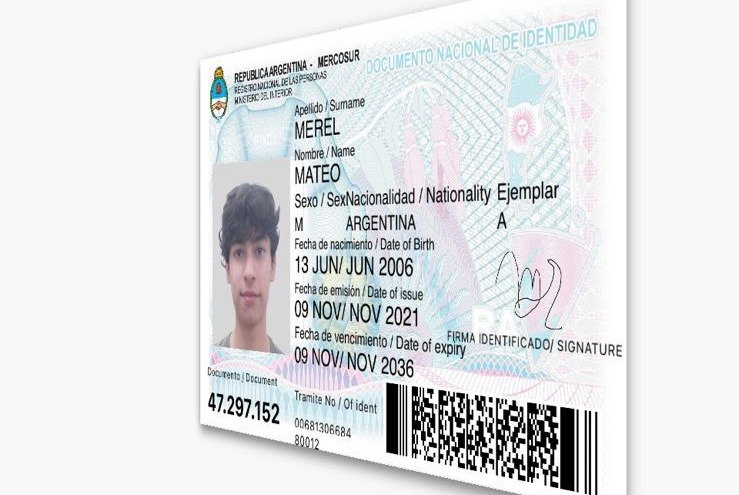 REPUBLICA ARGENTINA - MERCOSUR
REGISTRO NACIONAL DE LAS PERSONAS
MINISTERIO DEL INTERIOR
DOCUMENTO NACIONAL DE IDENTIDAD
Apellido / Surname
MEREL
Nombre / Name
MATEO
Sexo / SexNacionalidad / Nationality Ejemplar
M ARGENTINA A
Fecha de nacimiento / Date of Birth
13 JUN/ JUN 2006
Fecha de emisión / Date of issue
09 NOV/ NOV 2021
FIRMA IDENTIFICADO/ SIGNATURE
Fecha de vencimiento / Date of expiry
09 NOV/ NOV 2036
Documento / Document
47.297.152
Tramite No / Of ident
00681306684
80012